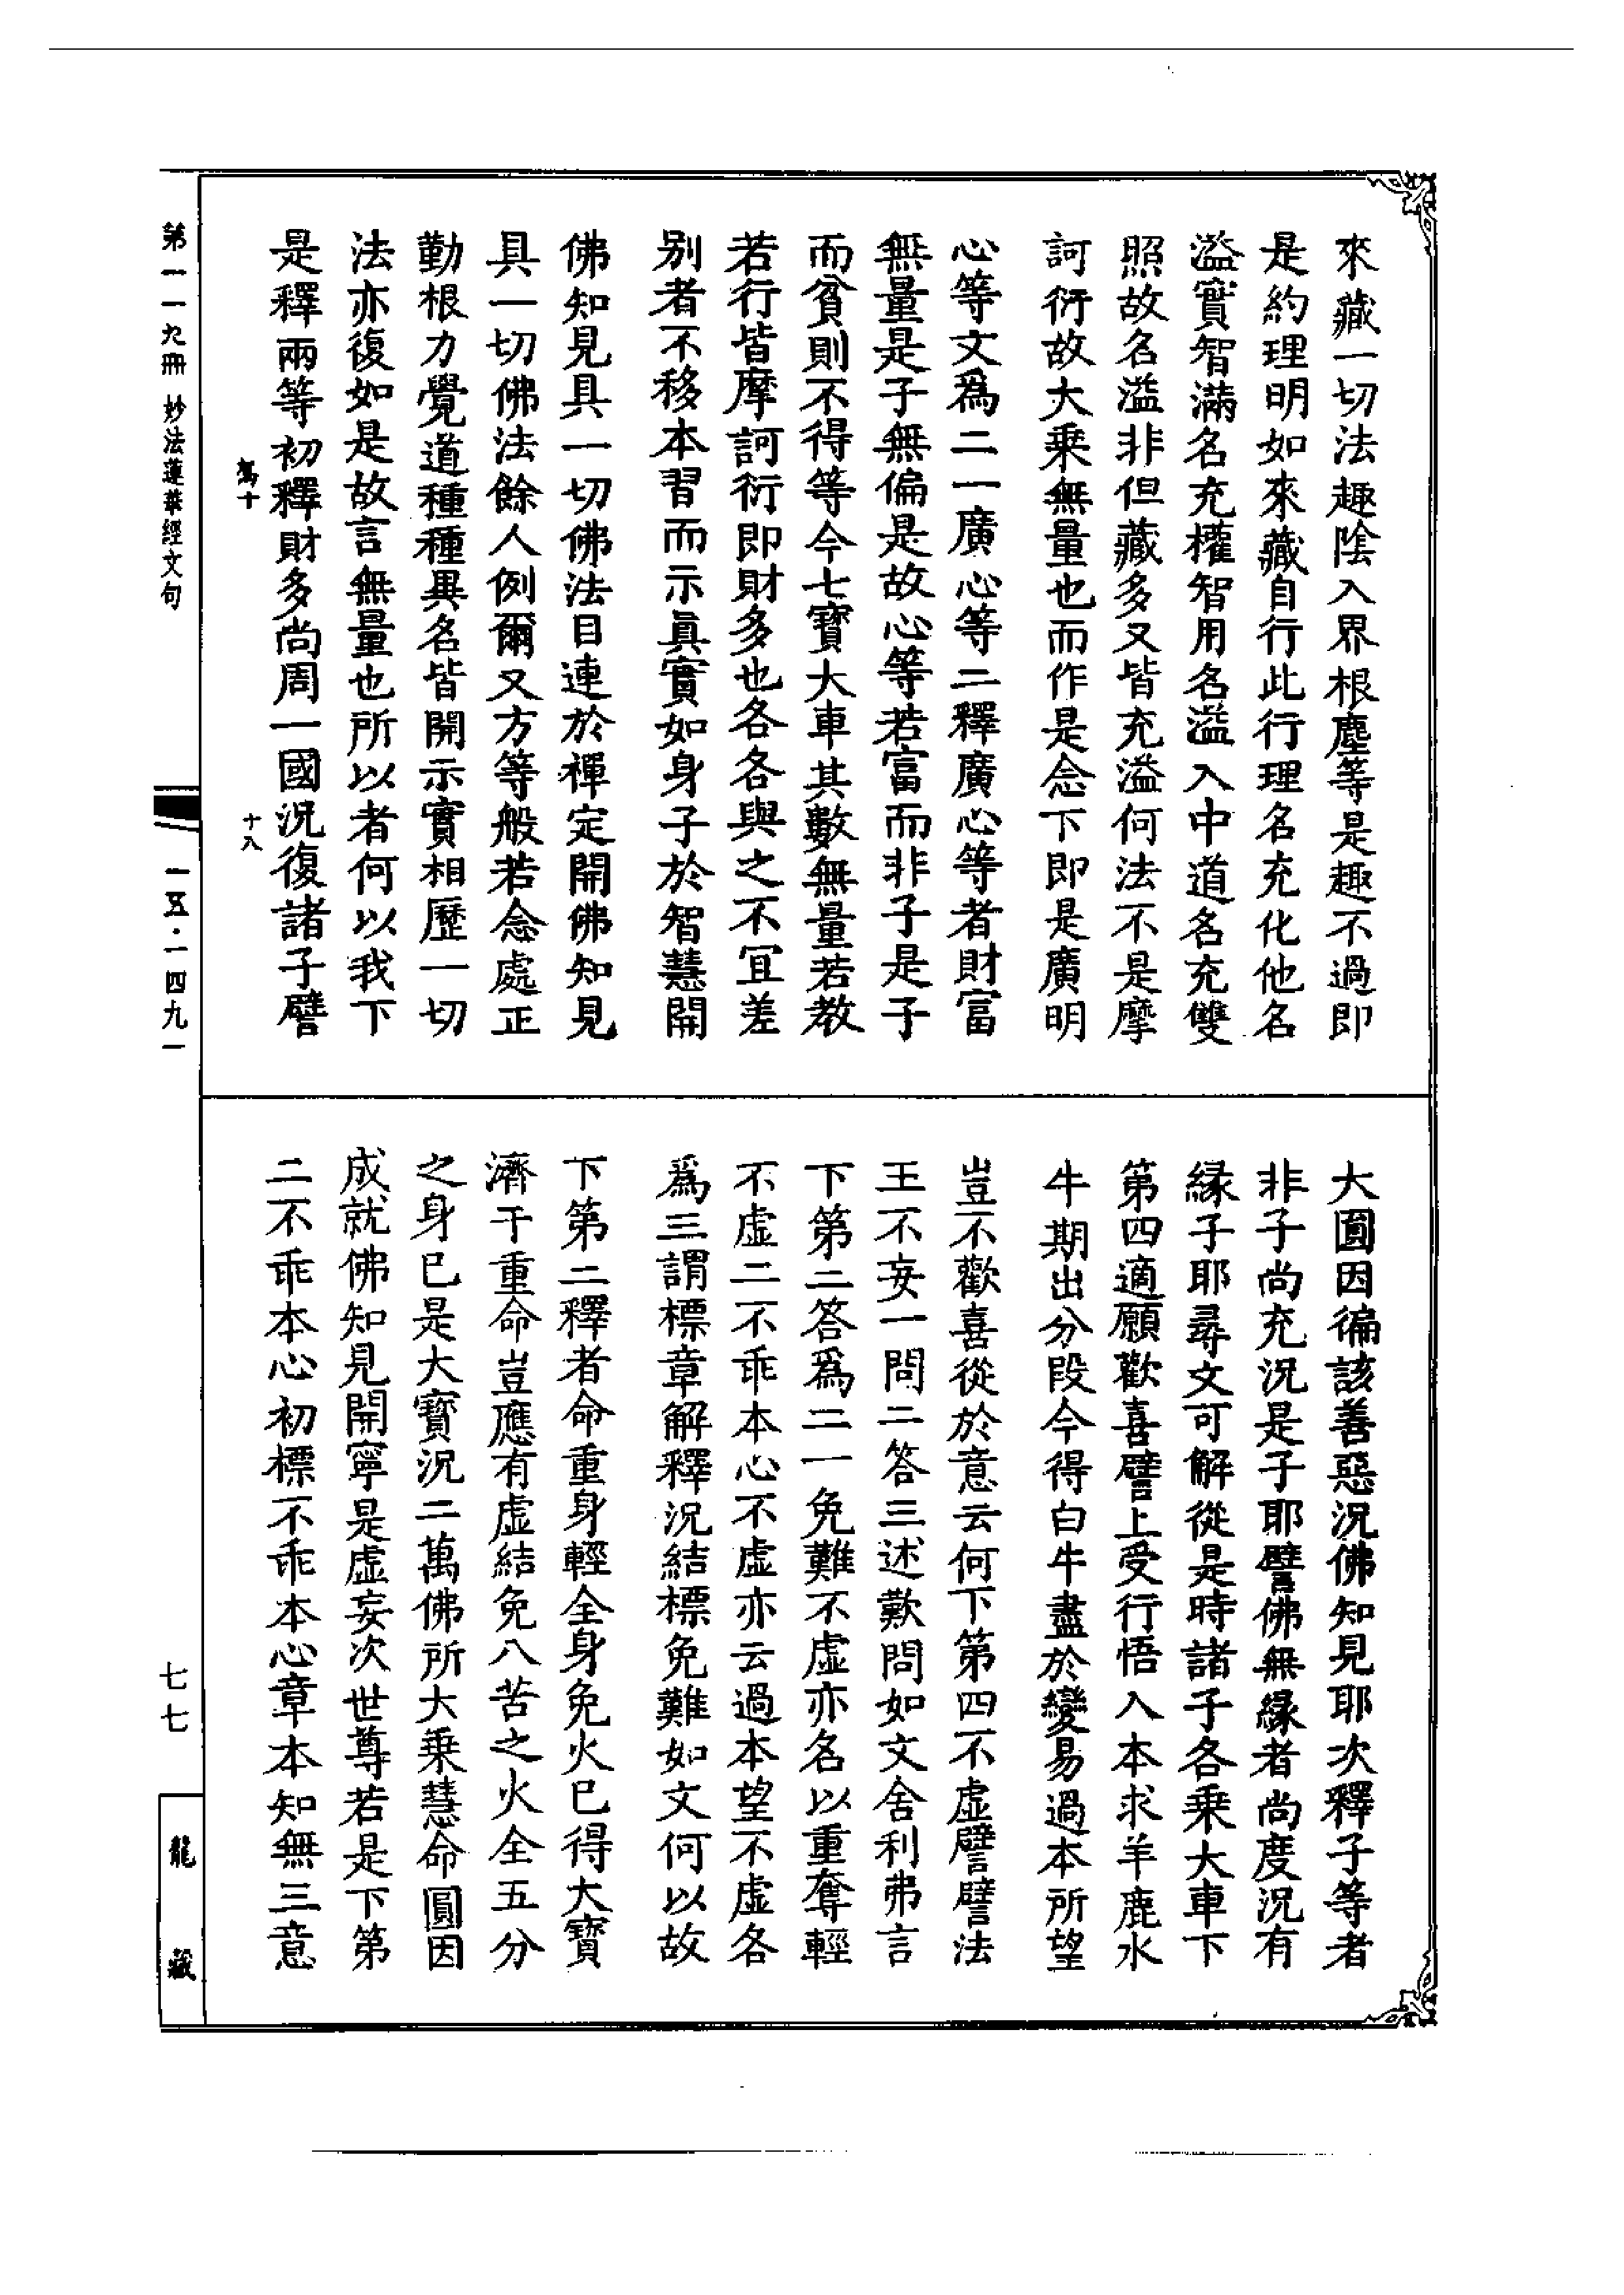 來藏一切法趣陰入界根塵等是趣不過即
是約理明如來藏自行此行理名充化他名
溢實智滿名充權智用名溢溢入中道名充雙
照故名溢非但藏多又皆充溢何法不是摩
訶衍故大乘無量也而作是念下即是廣明
心等文爲二一廣心等二釋廣心等者財富
無量是子無偏是故心等若富而非子是子
而貧則不得等今七寶大車其數無量若教
若行皆摩訶衍即財多也各各與之不宜差
别者不移本習而示眞實如身子於智慧開
佛知見具一切佛法目連於禪定開佛知見
具一切佛法餘人例爾又方等般若念處正
勤根力覺道種種異名皆開示實相歷一切
法亦復如是故言無量也所以者何以我下
是釋兩等初釋財多尚周一國況復諸子譬
大圓因徧該善惡況佛知見耶次釋子等者
非子尚充況是子耶譬佛無緣者尚度況有
緣子耶尋文可解從是時諸子各乘大車下
第四適願歡喜譬上受行悟入本求羊鹿水
牛期出分段今得白牛盡於變易過本所望
豈不歡喜從於意云何下第四不虛譬譬法
王不妄一問二答三述歎問如文舍利弗言
下第二答爲二一免難不虛亦名以重奪輕
不虛二不乖本心不虛亦云過本望不虛各
爲三謂標章解釋況結標免難如文何以故
下第二釋者命重身輕全身免火已得大寶
濟于重命豈應有虛結免八苦之火全五分
之身已是大寶況二萬佛所大乘慧命圓因
成就佛知見開寧是虛妄次世尊若是下第
二不乖本心初標不乖本心章本知無三意
駕十
十八
第一一九冊 妙法蓮華經文句
一五·一四九一
七七
龍藏